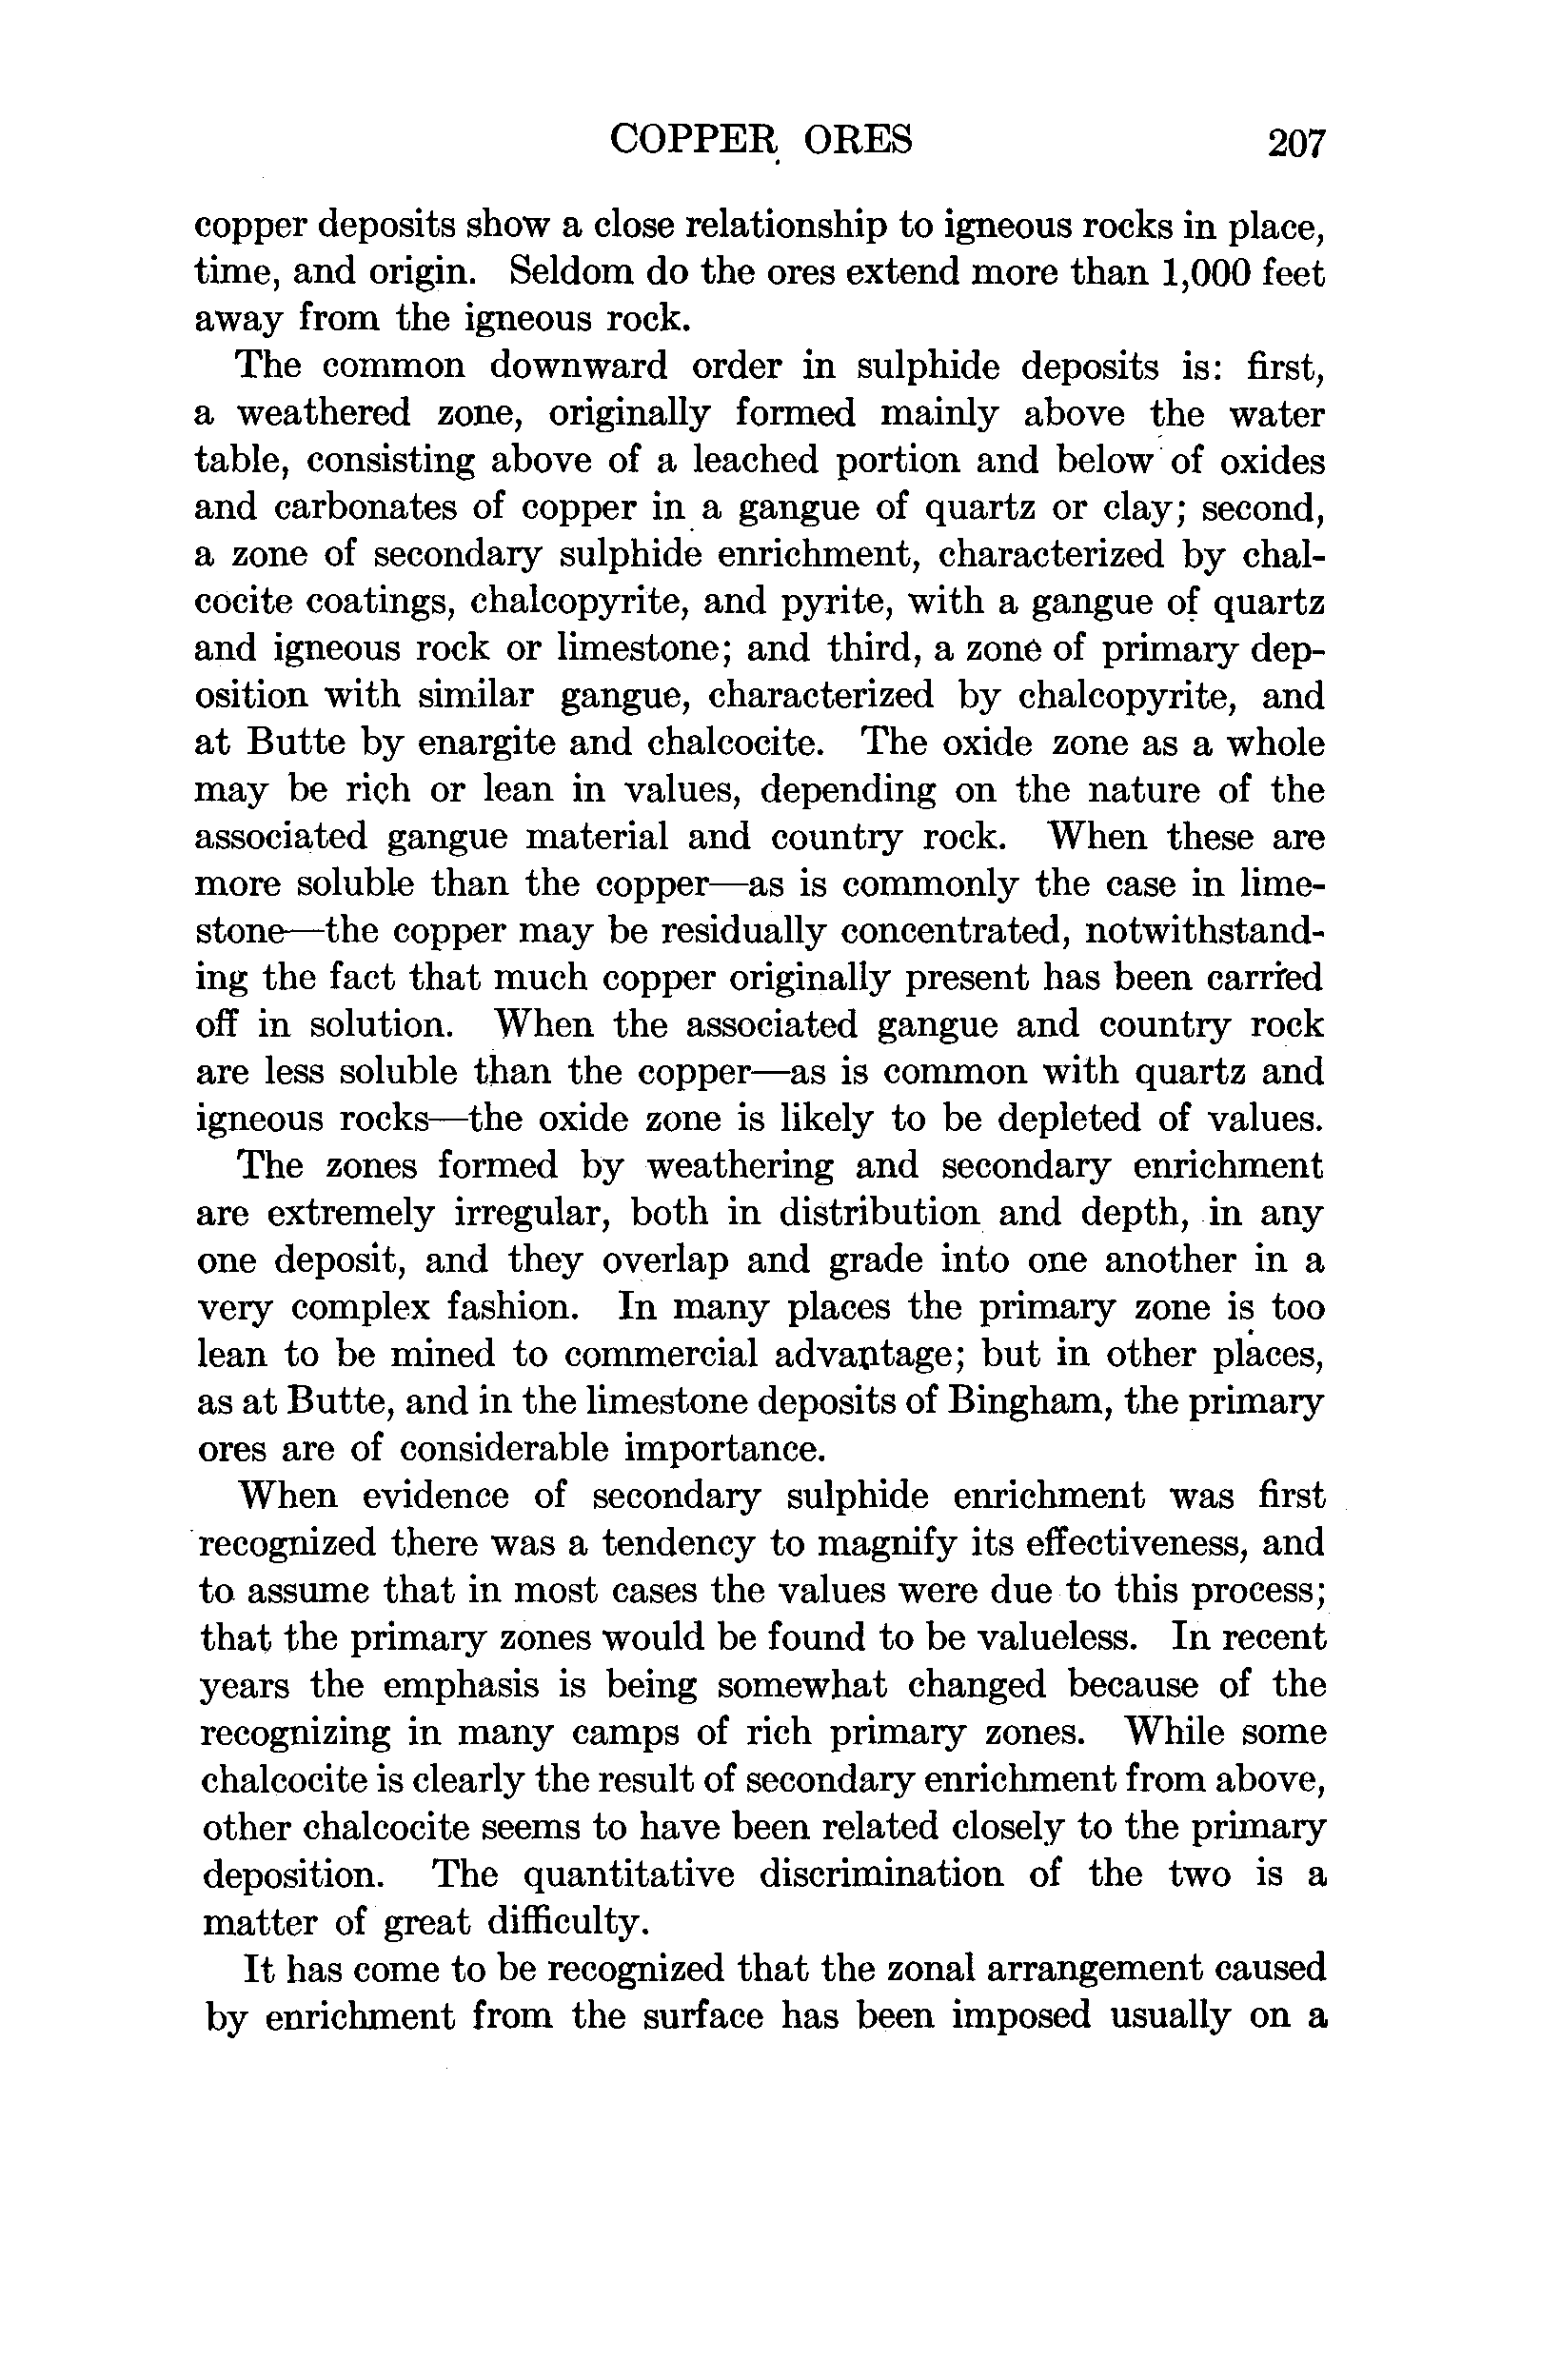 COPPER ORES 207
copper deposits show a close relationship to igneous rocks in place,
time, and origin. Seldom do the ores extend more than 1,000 feet
away from the igneous rock.
The common downward order in sulphide deposits is: first,
a weathered zone, originally formed mainly above the water
table, consisting above of a leached portion and below of oxides
and carbonates of copper in a gangue of quartz or clay; second,
a zone of secondary sulphide enrichment, characterized by chal-
cocite coatings, chalcopyrite, and pyrite, with a gangue of quartz
and igneous rock or limestone; and third, a zone of primary dep-
osition with similar gangue, characterized by chalcopyrite, and
at Butte by enargite and chalcocite. The oxide zone as a whole
may be rich or lean in values, depending on the nature of the
associated gangue material and country rock. When these are
more soluble than the copper—as is commonly the case in lime-
stone—the copper may be residually concentrated, notwithstand-
ing the fact that much copper originally present has been carried
off in solution. When the associated gangue and country rock
are less soluble than the copper—as is common with quartz and
igneous rocks—the oxide zone is likely to be depleted of values.
The zones formed by weathering and secondary enrichment
are extremely irregular, both in distribution and depth, in any
one deposit, and they overlap and grade into one another in a
very complex fashion. In many places the primary zone is too
lean to be mined to commercial advantage; but in other places,
as at Butte, and in the limestone deposits of Bingham, the primary
ores are of considerable importance.
When evidence of secondary sulphide enrichment was first
recognized there was a tendency to magnify its effectiveness, and
to assume that in most cases the values were due to this process;
that the primary zones would be found to be valueless. In recent
years the emphasis is being somewhat changed because of the
recognizing in many camps of rich primary zones. While some
chalcocite is clearly the result of secondary enrichment from above,
other chalcocite seems to have been related closely to the primary
deposition. The quantitative discrimination of the two is a
matter of great difficulty.
It has come to be recognized that the zonal arrangement caused
by enrichment from the surface has been imposed usually on a